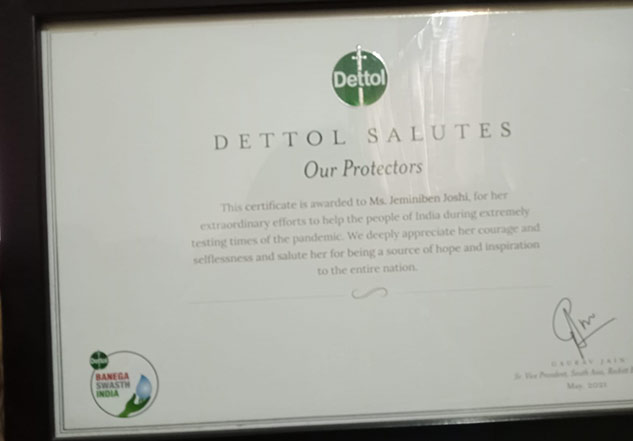 Dettol
DETTOL SALUTES
Our Protectors
This certificate is awarded to Ms. Jeminiben Joshi, for her
extraordinary efforts to help the people of India during extremely
testing times of the pandemic. We deeply appreciate her courage and
selflessness and salute her for being a source of hope and inspiration
to the entire nation.
GAURAV JAIN
Sr. Vice President, South Asia, Reckitt
May, 2021
Dettol
BANEGA
SWASTH
INDIA